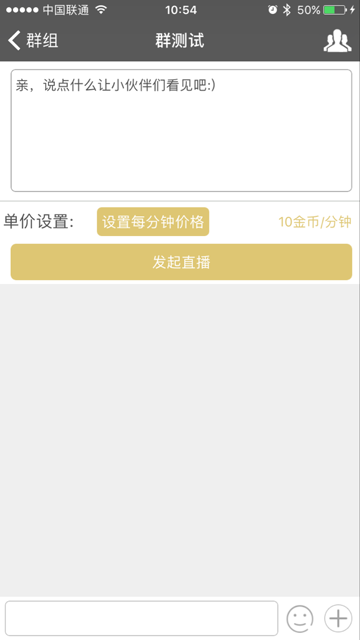 中国联通 10:54 50%
群组 群测试
亲，说点什么让小伙伴们看见吧:)
单价设置: 设置每分钟价格 10金币/分钟
发起直播